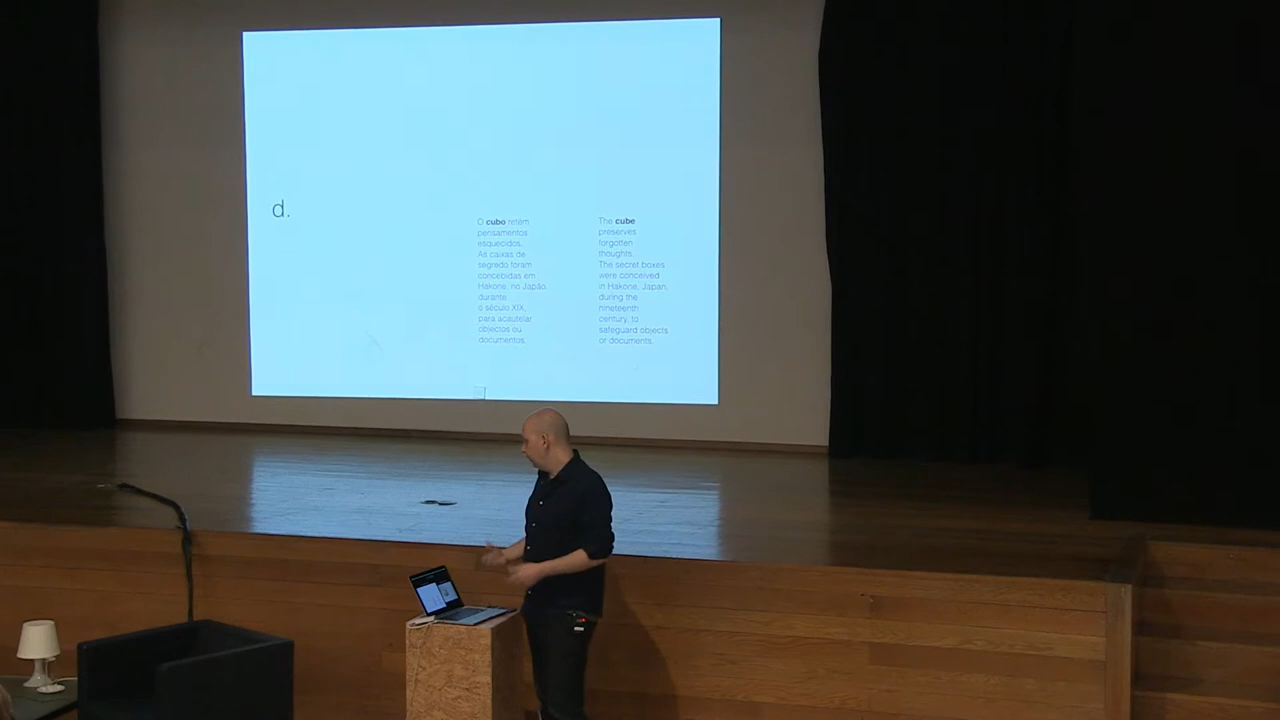 d.
O cubo retém
pensamentos
esquecidos.
As caixas de
segredo foram
concebidas em
Hakone, no Japão,
durante
o século XIX,
para acautelar
objectos ou
documentos.
The cube
preserves
forgotten
thoughts.
The secret boxes
were conceived
in Hakone, Japan,
during the
nineteenth
century, to
safeguard objects
or documents.